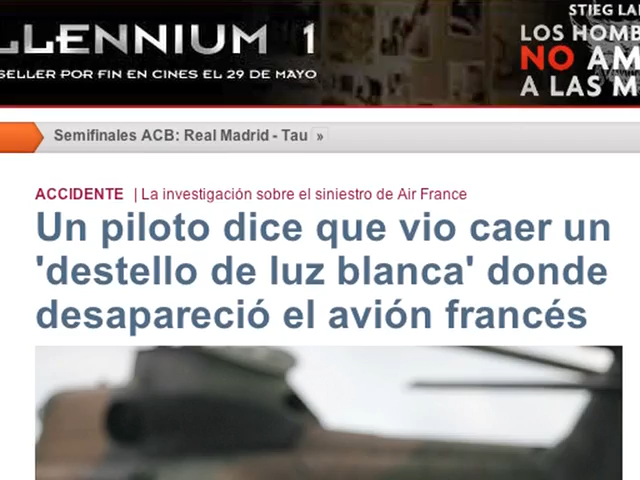 LLENNIUM 1
SELLER POR FIN EN CINES EL 29 DE MAYO
STIEG LA
LOS HOMB
NO AM
A LAS M
Semifinales ACB: Real Madrid - Tau »
ACCIDENTE | La investigación sobre el siniestro de Air France
Un piloto dice que vio caer un
'destello de luz blanca' donde
desapareció el avión francés